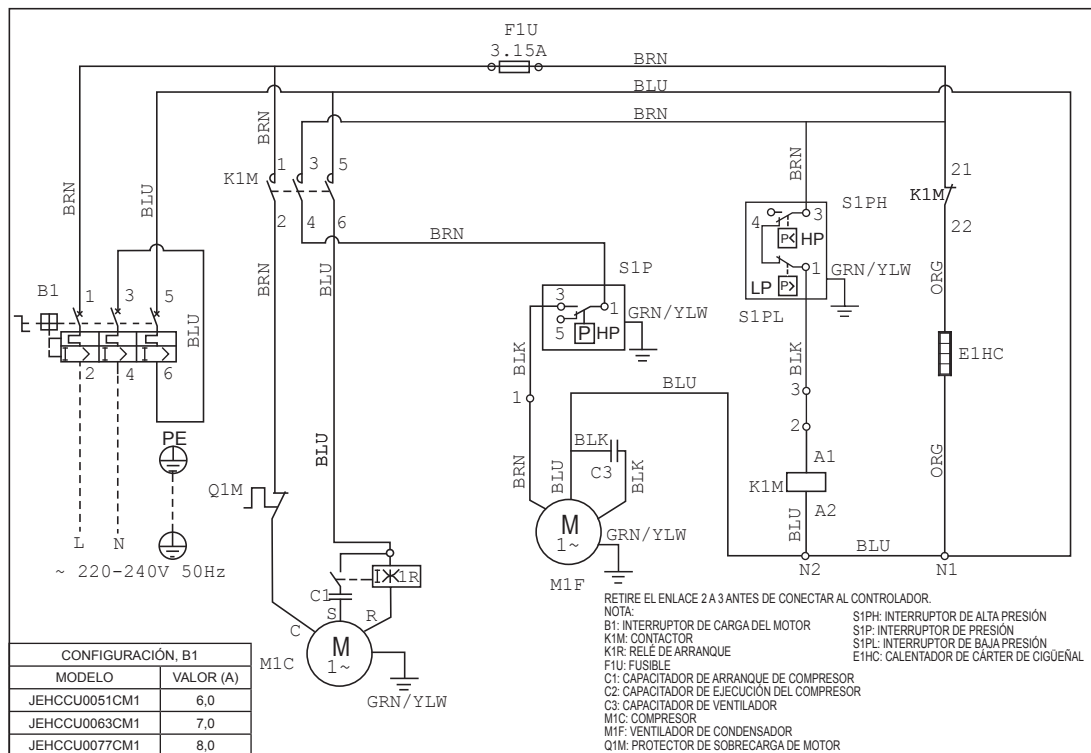 F1U
3.15A
BRN
BLU
BRN
BRN
BLU
BRN
BRN
1
3
5
K1M
2
4
6
BRN
S1P
3
1
5
P
HP
GRN/YLW
4
3
S1PH
P<
HP
1
LP
P>
S1PL
GRN/YLW
21
K1M
22
ORG
E1HC
ORG
B1
1
3
5
I>
I>
I>
2
4
6
BLU
PE
L
N
~ 220-240V 50Hz
BRN
BLU
BLU
Q1M
C1
I
1R
C
S
R
M
1~
M1C
GRN/YLW
BLK
1
BRN
BLU
BLK
C3
BLK
BLU
M
1~
GRN/YLW
M1F
BLK
3
2
A1
K1M
A2
BLU
BLU
N2
N1
CONFIGURACIÓN, B1
MODELO VALOR (A)
JEHCCU0051CM1 6,0
JEHCCU0063CM1 7,0
JEHCCU0077CM1 8,0
RETIRE EL ENLACE 2 A 3 ANTES DE CONECTAR AL CONTROLADOR.
NOTA:
B1: INTERRUPTOR DE CARGA DEL MOTOR
K1M: CONTACTOR
K1R: RELÉ DE ARRANQUE
F1U: FUSIBLE
C1: CAPACITADOR DE ARRANQUE DE COMPRESOR
C2: CAPACITADOR DE EJECUCIÓN DEL COMPRESOR
C3: CAPACITADOR DE VENTILADOR
M1C: COMPRESOR
M1F: VENTILADOR DE CONDENSADOR
Q1M: PROTECTOR DE SOBRECARGA DE MOTOR
S1PH: INTERRUPTOR DE ALTA PRESIÓN
S1P: INTERRUPTOR DE PRESIÓN
S1PL: INTERRUPTOR DE BAJA PRESIÓN
E1HC: CALENTADOR DE CÁRTER DE CIGÜEÑAL